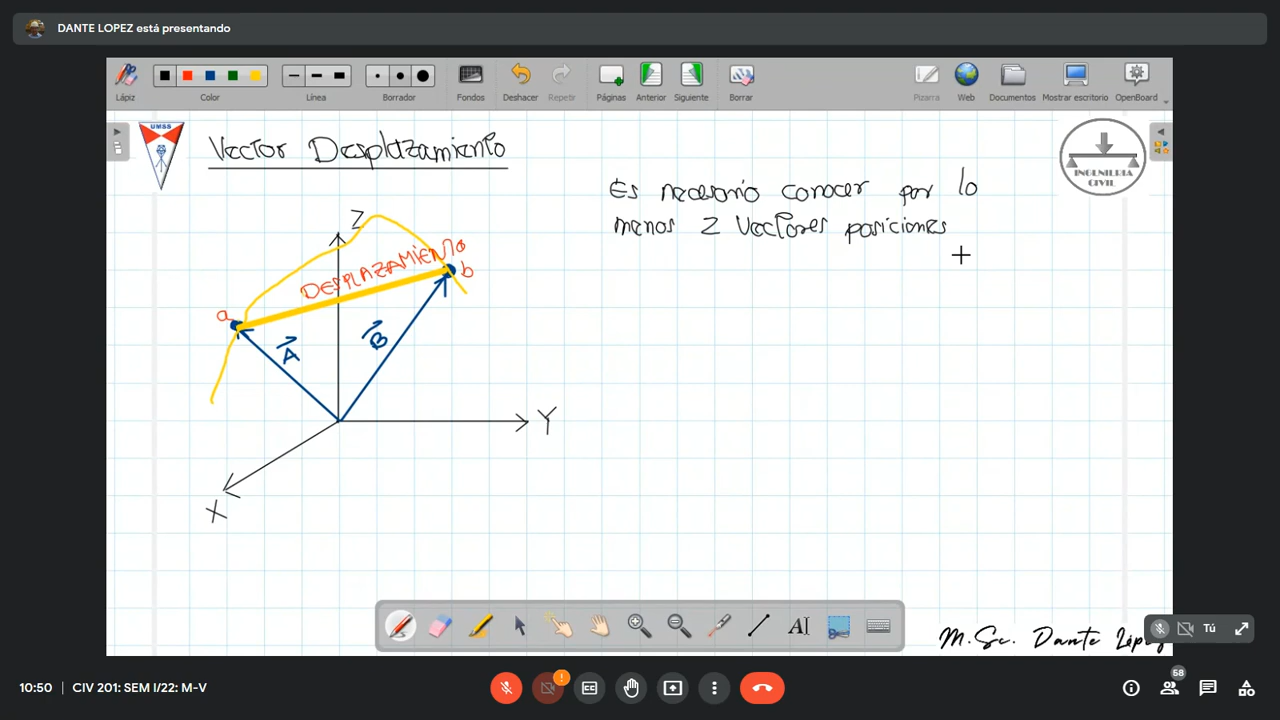 DANTE LOPEZ está presentando
Lápiz Color Línea Borrador Fondos Deshacer Repetir Páginas Anterior Siguiente Borrar Pizarra Web Documentos Mostrar escritorio OpenBoard
UMSS
Vector Desplazamiento
INGENIERIA
CIVIL
Es necesario conocer por lo
menos 2 Vectores posiciones
Z
DESPLAZAMIENTO
b
a
A
B
Y
X
AI
M.Sc. Dante López
Tú
10:50 | CIV 201: SEM I/22: M-V
58